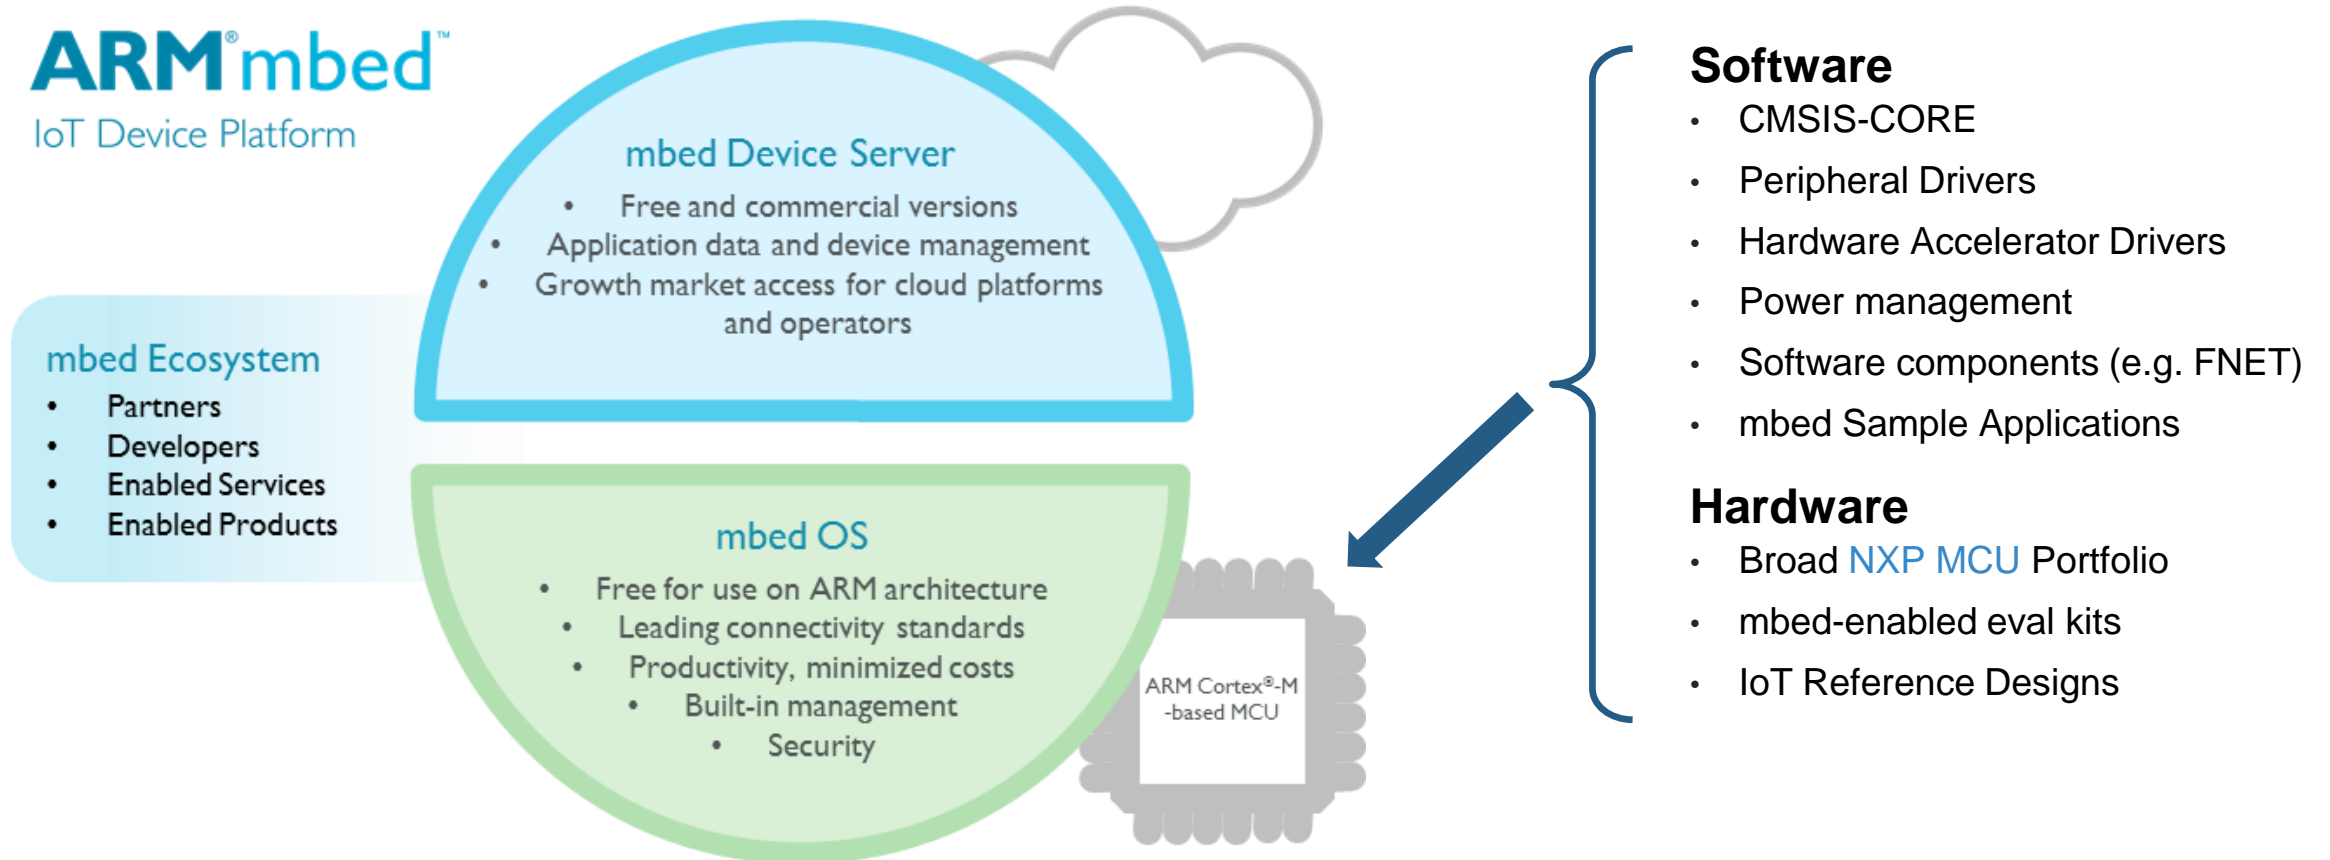 ARM®mbed™
IoT Device Platform
mbed Device Server
• Free and commercial versions
• Application data and device management
• Growth market access for cloud platforms
and operators
mbed Ecosystem
• Partners
• Developers
• Enabled Services
• Enabled Products
mbed OS
• Free for use on ARM architecture
• Leading connectivity standards
• Productivity, minimized costs
• Built-in management
• Security
ARM Cortex®-M
-based MCU
Software
• CMSIS-CORE
• Peripheral Drivers
• Hardware Accelerator Drivers
• Power management
• Software components (e.g. FNET)
• mbed Sample Applications
Hardware
• Broad NXP MCU Portfolio
• mbed-enabled eval kits
• IoT Reference Designs